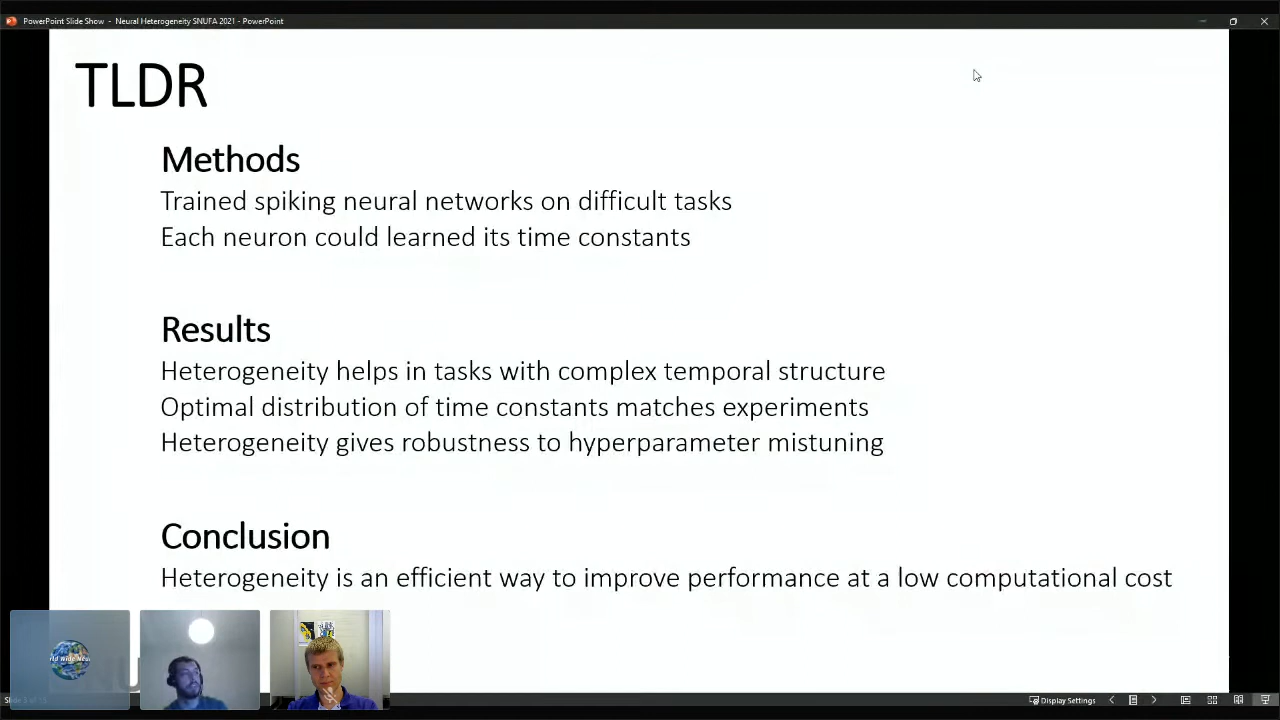 PowerPoint Slide Show - Neural Heterogeneity SNUFA 2021 - PowerPoint
TLDR
Methods
Trained spiking neural networks on difficult tasks
Each neuron could learned its time constants
Results
Heterogeneity helps in tasks with complex temporal structure
Optimal distribution of time constants matches experiments
Heterogeneity gives robustness to hyperparameter mistuning
Conclusion
Heterogeneity is an efficient way to improve performance at a low computational cost
Display Settings